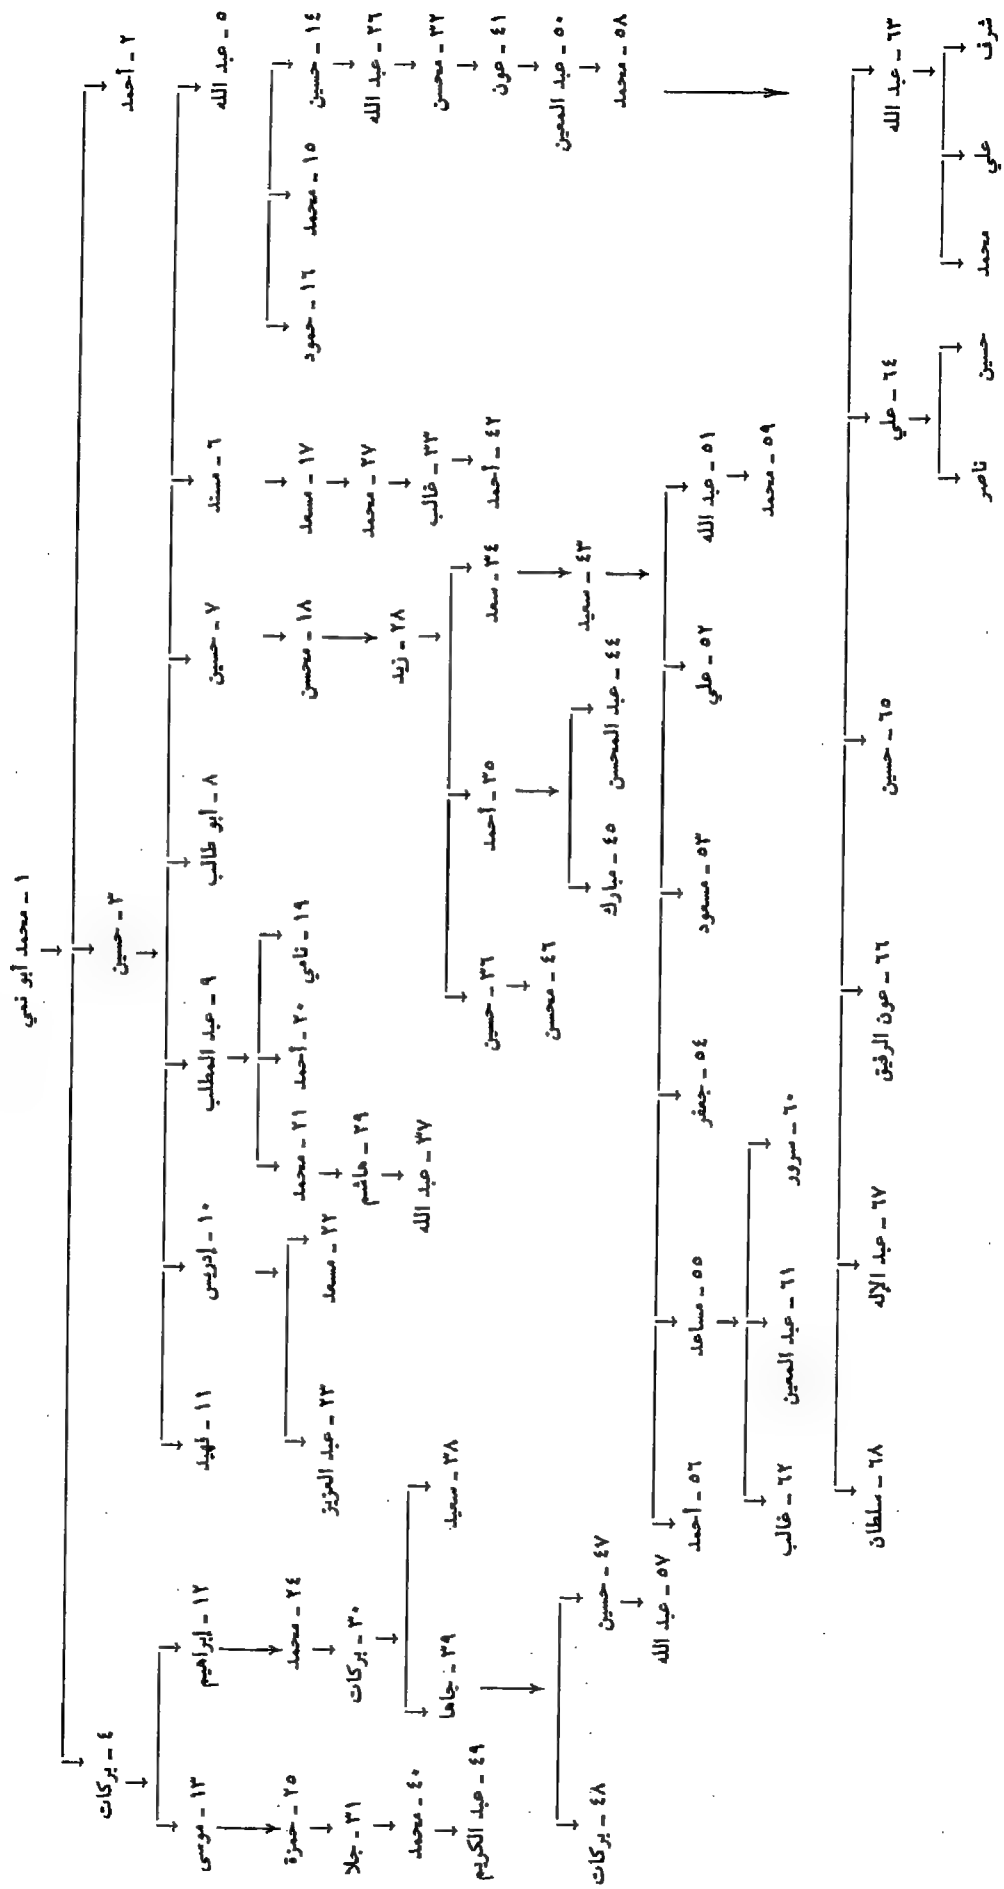 ١ - محمد أبو نمي
٢ - أحمد
٣ - حسين
٤ - بركات
٥ - عبد الله
٦ - مسند
٧ - حسين
٨ - أبو طالب
٩ - عبد المطلب
١٠ - إدريس
١١ - فهيد
١٢ - إبراهيم
١٣ - موسى
١٤ - حسين
١٥ - محمد
١٦ - حمود
١٧ - مسعد
١٨ - محسن
١٩ - نامي
٢٠ - أحمد
٢١ - محمد
٢٢ - مسعد
٢٣ - عبد العزيز
٢٤ - محمد
٢٥ - حمزة
٢٦ - عبد الله
٢٧ - محمد
٢٨ - زيد
٢٩ - هاشم
٣٠ - بركات
٣١ - جلا
٣٢ - محسن
٣٣ - غالب
٣٤ - سعد
٣٥ - أحمد
٣٦ - حسين
٣٧ - عبد الله
٣٨ - سعيد
٣٩ - جاها
٤٠ - محمد
٤١ - عون
٤٢ - أحمد
٤٣ - سعيد
٤٤ - عبد المحسن
٤٥ - مبارك
٤٦ - محسن
٤٧ - حسين
٤٨ - بركات
٤٩ - عبد الكريم
٥٠ - عبد المعين
٥١ - عبد الله
٥٢ - علي
٥٣ - مسعود
٥٤ - جعفر
٥٥ - مساعد
٥٦ - احمد
٥٧ - عبد الله
٥٨ - محمد
٥٩ - محمد
٦٠ - سرور
٦١ - عبد المعين
٦٢ - غالب
٦٣ - عبد الله
٦٤ - علي
٦٥ - حسين
٦٦ - عون الرفيق
٦٧ - عبد الإله
٦٨ - سلطان
شرف
علي
محمد
حسين
ناصر